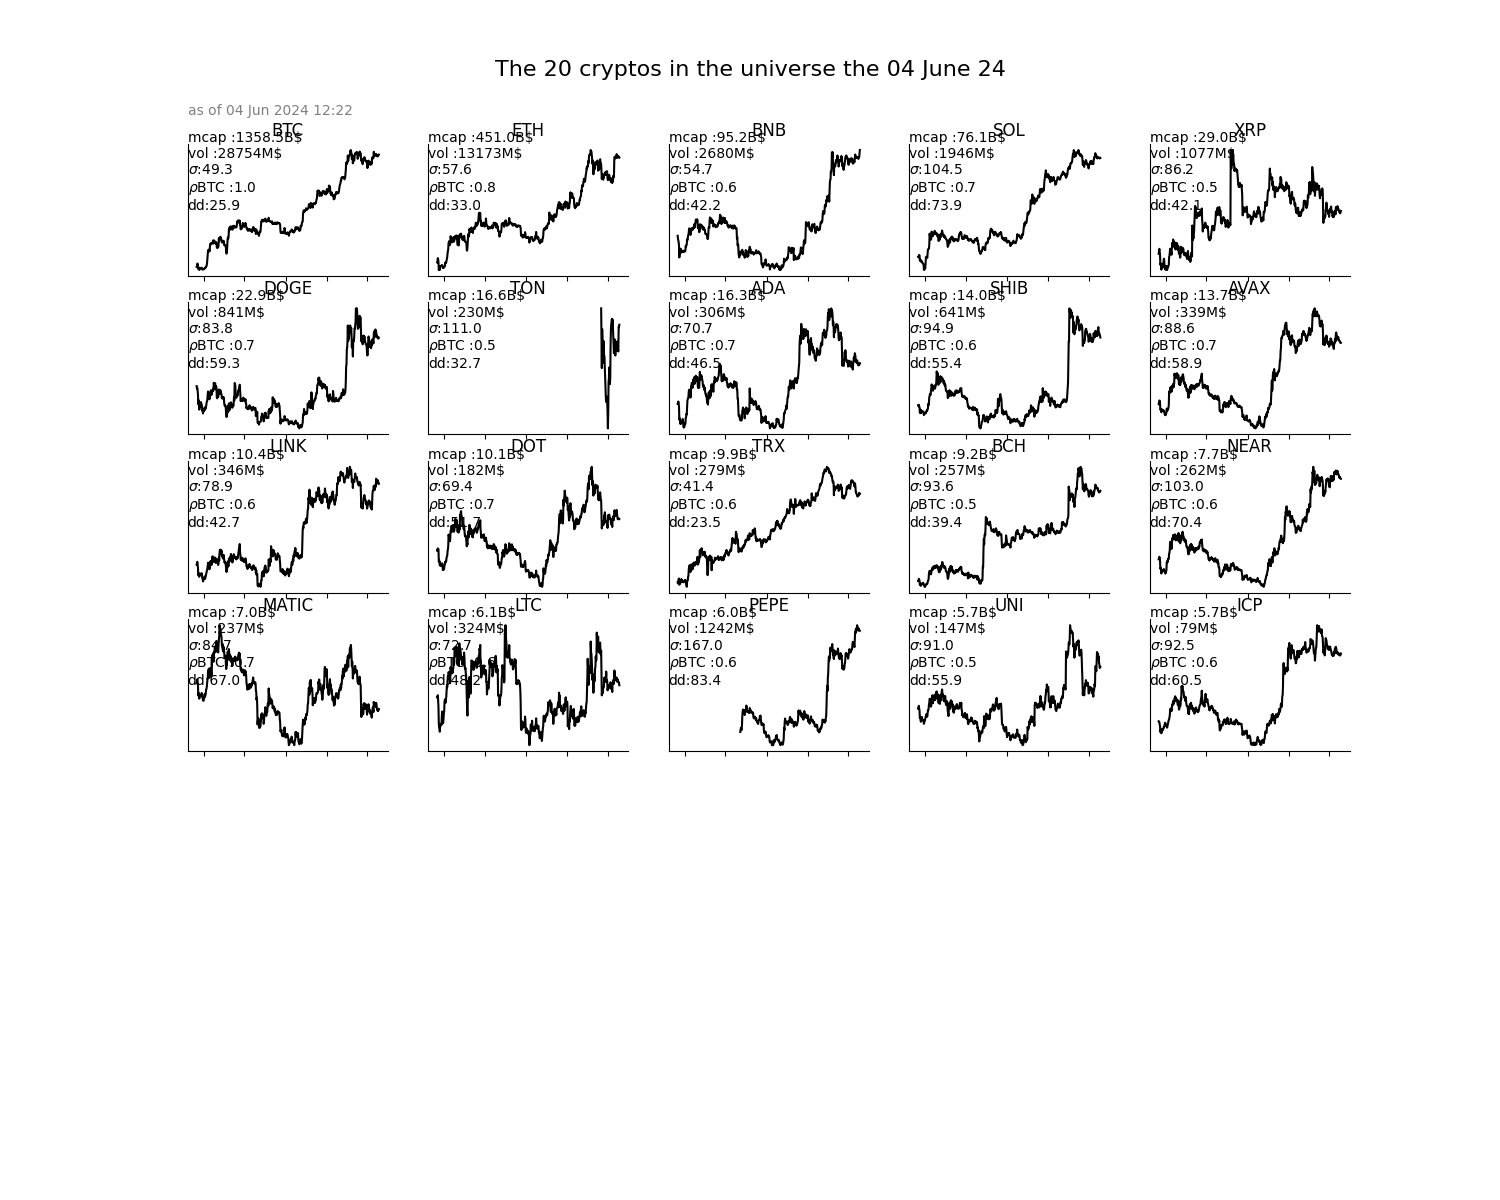 The 20 cryptos in the universe the 04 June 24
as of 04 Jun 2024 12:22
BTC
mcap :1358.5B$
vol :28754M$
σ:49.3
ρBTC :1.0
dd:25.9
ETH
mcap :451.0B$
vol :13173M$
σ:57.6
ρBTC :0.8
dd:33.0
BNB
mcap :95.2B$
vol :2680M$
σ:54.7
ρBTC :0.6
dd:42.2
SOL
mcap :76.1B$
vol :1946M$
σ:104.5
ρBTC :0.7
dd:73.9
XRP
mcap :29.0B$
vol :1077M$
σ:86.2
ρBTC :0.5
dd:42.1
DOGE
mcap :22.9B$
vol :841M$
σ:83.8
ρBTC :0.7
dd:59.3
TON
mcap :16.6B$
vol :230M$
σ:111.0
ρBTC :0.5
dd:32.7
ADA
mcap :16.3B$
vol :306M$
σ:70.7
ρBTC :0.7
dd:46.5
SHIB
mcap :14.0B$
vol :641M$
σ:94.9
ρBTC :0.6
dd:55.4
AVAX
mcap :13.7B$
vol :339M$
σ:88.6
ρBTC :0.7
dd:58.9
LINK
mcap :10.4B$
vol :346M$
σ:78.9
ρBTC :0.6
dd:42.7
DOT
mcap :10.1B$
vol :182M$
σ:69.4
ρBTC :0.7
TRX
mcap :9.9B$
vol :279M$
σ:41.4
ρBTC :0.6
dd:23.5
BCH
mcap :9.2B$
vol :257M$
σ:93.6
ρBTC :0.5
dd:39.4
NEAR
mcap :7.7B$
vol :262M$
σ:103.0
ρBTC :0.6
dd:70.4
MATIC
mcap :7.0B$
vol :237M$
σ:84.7
ρBTC :0.7
dd:67.0
LTC
mcap :6.1B$
vol :324M$
σ:72.7
dd:48.2
PEPE
mcap :6.0B$
vol :1242M$
σ:167.0
ρBTC :0.6
dd:83.4
UNI
mcap :5.7B$
vol :147M$
σ:91.0
ρBTC :0.5
dd:55.9
ICP
mcap :5.7B$
vol :79M$
σ:92.5
ρBTC :0.6
dd:60.5